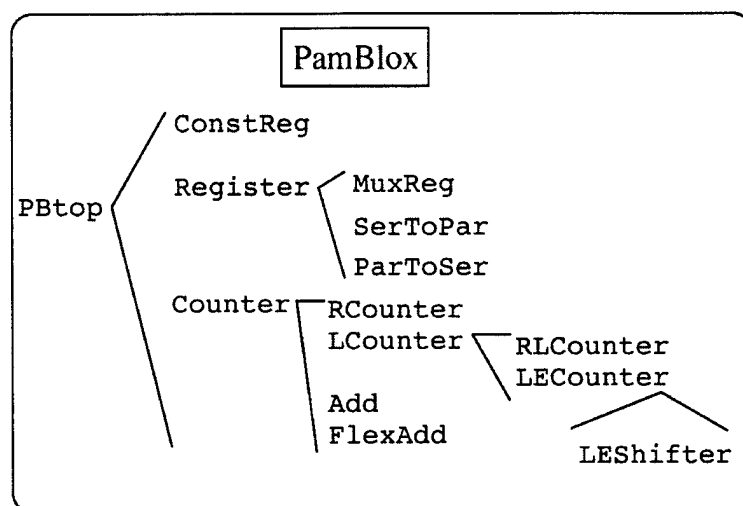 PamBlox
ConstReg
Register
MuxReg
PBtop
SerToPar
ParToSer
Counter
RCounter
LCounter
RLCounter
LECounter
Add
FlexAdd
LEShifter